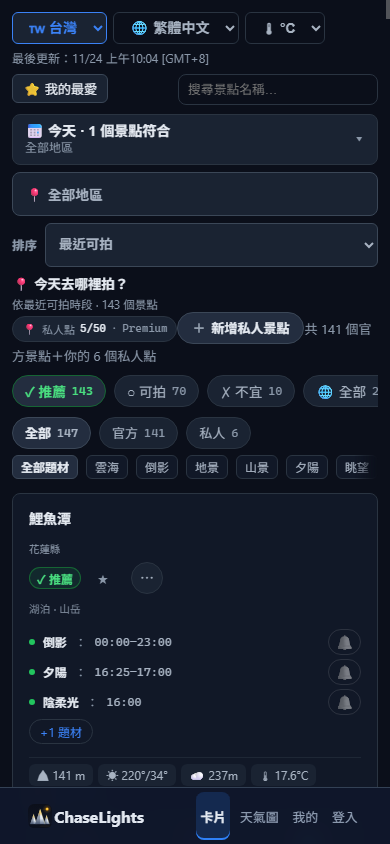 TW 台灣 繁體中文 °C
最後更新：11/24 上午10:04 [GMT+8]
我的最愛 搜尋景點名稱…
今天 · 1 個景點符合
全部地區
全部地區
排序 最近可拍
今天去哪裡拍？
依最近可拍時段 · 143 個景點
私人點 5/50 · Premium ＋ 新增私人景點 共 141 個官
方景點＋你的 6 個私人點
✓ 推薦 143 ○ 可拍 70 ✗ 不宜 10 全部 2
全部 147 官方 141 私人 6
全部題材 雲海 倒影 地景 山景 夕陽 眺望
鯉魚潭
花蓮縣
✓ 推薦 ★ ⋯
湖泊 · 山岳
倒影 ： 00:00–23:00
夕陽 ： 16:25–17:00
陰柔光 ： 16:00
+1 題材
141 m 220°/34° 237m 17.6°C
ChaseLights 卡片 天氣圖 我的 登入